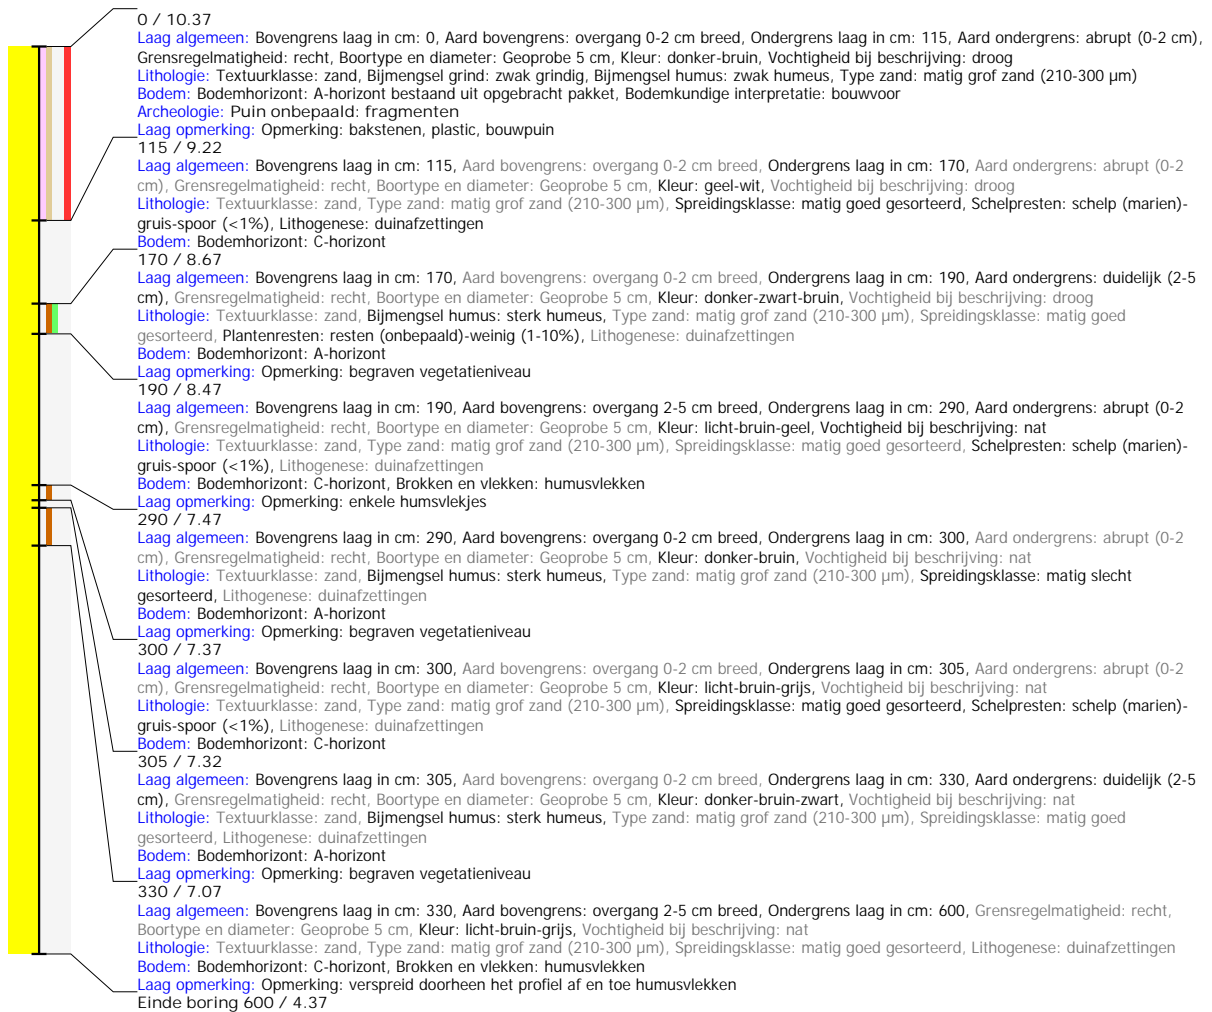 0 / 10.37
Laag algemeen: Bovengrens laag in cm: 0, Aard bovengrens: overgang 0-2 cm breed, Ondergrens laag in cm: 115, Aard ondergrens: abrupt (0-2 cm),
Grensregelmatigheid: recht, Boortype en diameter: Geoprobe 5 cm, Kleur: donker-bruin, Vochtigheid bij beschrijving: droog
Lithologie: Textuurklasse: zand, Bijmengsel grind: zwak grindig, Bijmengsel humus: zwak humeus, Type zand: matig grof zand (210-300 µm)
Bodem: Bodemhorizont: A-horizont bestaand uit opgebracht pakket, Bodemkundige interpretatie: bouwvoor
Archeologie: Puin onbepaald: fragmenten
Laag opmerking: Opmerking: bakstenen, plastic, bouwpuin
115 / 9.22
Laag algemeen: Bovengrens laag in cm: 115, Aard bovengrens: overgang 0-2 cm breed, Ondergrens laag in cm: 170, Aard ondergrens: abrupt (0-2
cm), Grensregelmatigheid: recht, Boortype en diameter: Geoprobe 5 cm, Kleur: geel-wit, Vochtigheid bij beschrijving: droog
Lithologie: Textuurklasse: zand, Type zand: matig grof zand (210-300 µm), Spreidingsklasse: matig goed gesorteerd, Schelpresten: schelp (marien)-
gruis-spoor (<1%), Lithogenese: duinafzettingen
Bodem: Bodemhorizont: C-horizont
170 / 8.67
Laag algemeen: Bovengrens laag in cm: 170, Aard bovengrens: overgang 0-2 cm breed, Ondergrens laag in cm: 190, Aard ondergrens: duidelijk (2-5
cm), Grensregelmatigheid: recht, Boortype en diameter: Geoprobe 5 cm, Kleur: donker-zwart-bruin, Vochtigheid bij beschrijving: droog
Lithologie: Textuurklasse: zand, Bijmengsel humus: sterk humeus, Type zand: matig grof zand (210-300 µm), Spreidingsklasse: matig goed
gesorteerd, Plantenresten: resten (onbepaald)-weinig (1-10%), Lithogenese: duinafzettingen
Bodem: Bodemhorizont: A-horizont
Laag opmerking: Opmerking: begraven vegetatieniveau
190 / 8.47
Laag algemeen: Bovengrens laag in cm: 190, Aard bovengrens: overgang 2-5 cm breed, Ondergrens laag in cm: 290, Aard ondergrens: abrupt (0-2
cm), Grensregelmatigheid: recht, Boortype en diameter: Geoprobe 5 cm, Kleur: licht-bruin-geel, Vochtigheid bij beschrijving: nat
Lithologie: Textuurklasse: zand, Type zand: matig grof zand (210-300 µm), Spreidingsklasse: matig goed gesorteerd, Schelpresten: schelp (marien)-
gruis-spoor (<1%), Lithogenese: duinafzettingen
Bodem: Bodemhorizont: C-horizont, Brokken en vlekken: humusvlekken
Laag opmerking: Opmerking: enkele humsvlekjes
290 / 7.47
Laag algemeen: Bovengrens laag in cm: 290, Aard bovengrens: overgang 0-2 cm breed, Ondergrens laag in cm: 300, Aard ondergrens: abrupt (0-2
cm), Grensregelmatigheid: recht, Boortype en diameter: Geoprobe 5 cm, Kleur: donker-bruin, Vochtigheid bij beschrijving: nat
Lithologie: Textuurklasse: zand, Bijmengsel humus: sterk humeus, Type zand: matig grof zand (210-300 µm), Spreidingsklasse: matig slecht
gesorteerd, Lithogenese: duinafzettingen
Bodem: Bodemhorizont: A-horizont
Laag opmerking: Opmerking: begraven vegetatieniveau
300 / 7.37
Laag algemeen: Bovengrens laag in cm: 300, Aard bovengrens: overgang 0-2 cm breed, Ondergrens laag in cm: 305, Aard ondergrens: abrupt (0-2
cm), Grensregelmatigheid: recht, Boortype en diameter: Geoprobe 5 cm, Kleur: licht-bruin-grijs, Vochtigheid bij beschrijving: nat
Lithologie: Textuurklasse: zand, Type zand: matig grof zand (210-300 µm), Spreidingsklasse: matig goed gesorteerd, Schelpresten: schelp (marien)-
gruis-spoor (<1%), Lithogenese: duinafzettingen
Bodem: Bodemhorizont: C-horizont
305 / 7.32
Laag algemeen: Bovengrens laag in cm: 305, Aard bovengrens: overgang 0-2 cm breed, Ondergrens laag in cm: 330, Aard ondergrens: duidelijk (2-5
cm), Grensregelmatigheid: recht, Boortype en diameter: Geoprobe 5 cm, Kleur: donker-bruin-zwart, Vochtigheid bij beschrijving: nat
Lithologie: Textuurklasse: zand, Bijmengsel humus: sterk humeus, Type zand: matig grof zand (210-300 µm), Spreidingsklasse: matig goed
gesorteerd, Lithogenese: duinafzettingen
Bodem: Bodemhorizont: A-horizont
Laag opmerking: Opmerking: begraven vegetatieniveau
330 / 7.07
Laag algemeen: Bovengrens laag in cm: 330, Aard bovengrens: overgang 2-5 cm breed, Ondergrens laag in cm: 600, Grensregelmatigheid: recht,
Boortype en diameter: Geoprobe 5 cm, Kleur: licht-bruin-grijs, Vochtigheid bij beschrijving: nat
Lithologie: Textuurklasse: zand, Type zand: matig grof zand (210-300 µm), Spreidingsklasse: matig goed gesorteerd, Lithogenese: duinafzettingen
Bodem: Bodemhorizont: C-horizont, Brokken en vlekken: humusvlekken
Laag opmerking: Opmerking: verspreid doorheen het profiel af en toe humusvlekken
Einde boring 600 / 4.37